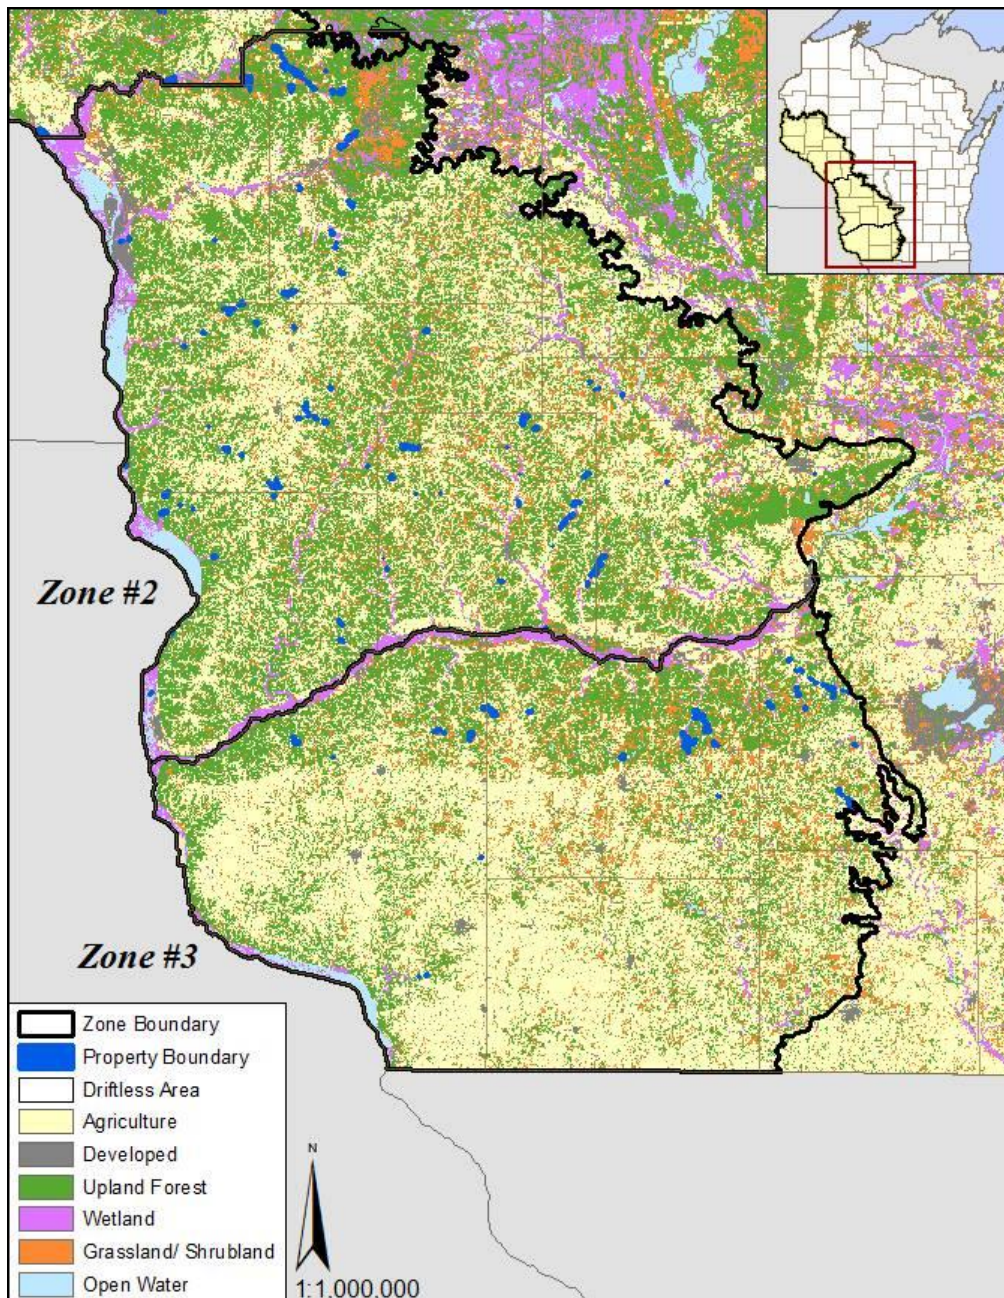 Zone #2
Zone #3
Zone Boundary
Property Boundary
Driftless Area
Agriculture
Developed
Upland Forest
Wetland
Grassland/ Shrubland
Open Water
N
1:1,000,000